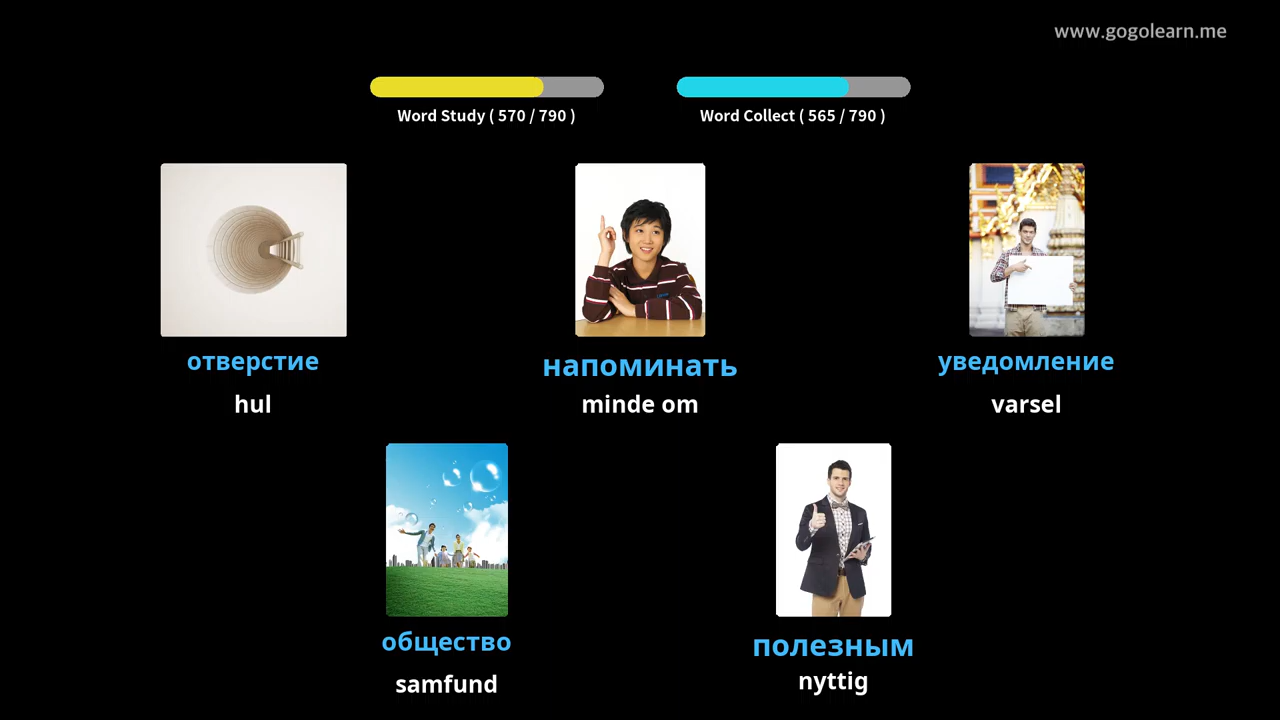 www.gogolearn.me
Word Study ( 570 / 790 )
Word Collect ( 565 / 790 )
отверстие
hul
напоминать
minde om
уведомление
varsel
общество
samfund
полезным
nyttig